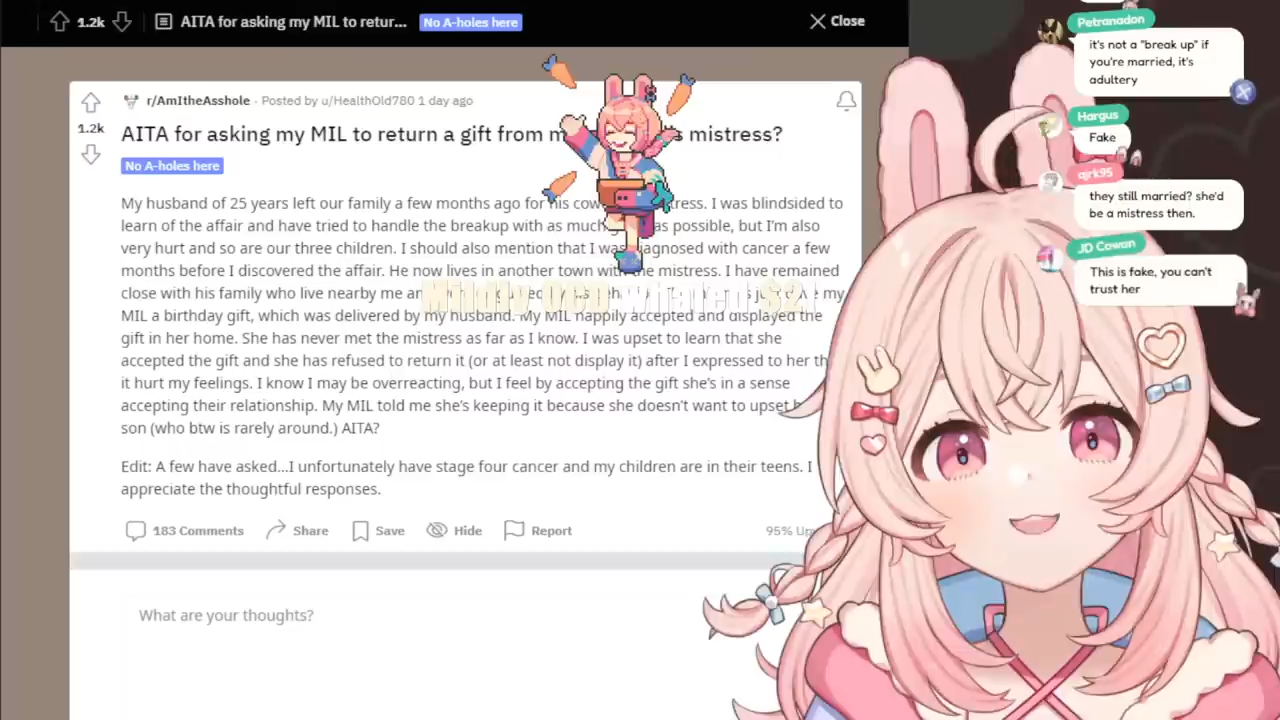 1.2k
AITA for asking my MIL to retur...
No A-holes here
Close
r/AmItheAsshole · Posted by u/HealthOld780 1 day ago
1.2k
AITA for asking my MIL to return a gift from m s mistress?
No A-holes here
My husband of 25 years left our family a few months ago for his cow ress. I was blindsided to
learn of the affair and have tried to handle the breakup with as much as possible, but I'm also
very hurt and so are our three children. I should also mention that I was diagnosed with cancer a few
months before I discovered the affair. He now lives in another town with the mistress. I have remained
close with his family who live nearby me an my
Mildly OCD whaled $2
MIL a birthday gift, which was delivered by my husband. My MIL happily accepted and displayed the
gift in her home. She has never met the mistress as far as I know. I was upset to learn that she
accepted the gift and she has refused to return it (or at least not display it) after I expressed to her th
it hurt my feelings. I know I may be overreacting, but I feel by accepting the gift she's in a sense
accepting their relationship. My MIL told me she's keeping it because she doesn't want to upset
son (who btw is rarely around.) AITA?
Edit: A few have asked...I unfortunately have stage four cancer and my children are in their teens. I
appreciate the thoughtful responses.
183 Comments
Share
Save
Hide
Report
95% Up
What are your thoughts?
Petranadon
it's not a "break up" if
you're married, it's
adultery
Hargus
Fake
qjrk95
they still married? she'd
be a mistress then.
JD Cowan
This is fake, you can't
trust her